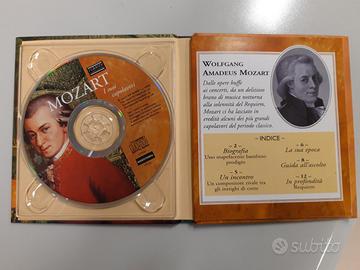 MOZART
I suoi
capolavori
WOLFGANG
AMADEUS MOZART
Dalle opere buffe
ai concerti, da un delizioso
brano di musica notturna
alla solennità del Requiem,
Mozart ci ha lasciato in
eredità alcuni dei più grandi
capolavori del periodo classico.
INDICE
– 2 –
Biografia
Uno stupefacente bambino
prodigio
– 5 –
Un incontro
Un compositore rivale tra
gli intrighi di corte
– 6 –
La sua epoca
– 8 –
Guida all'ascolto
– 12 –
In profondità
Requiem
subito